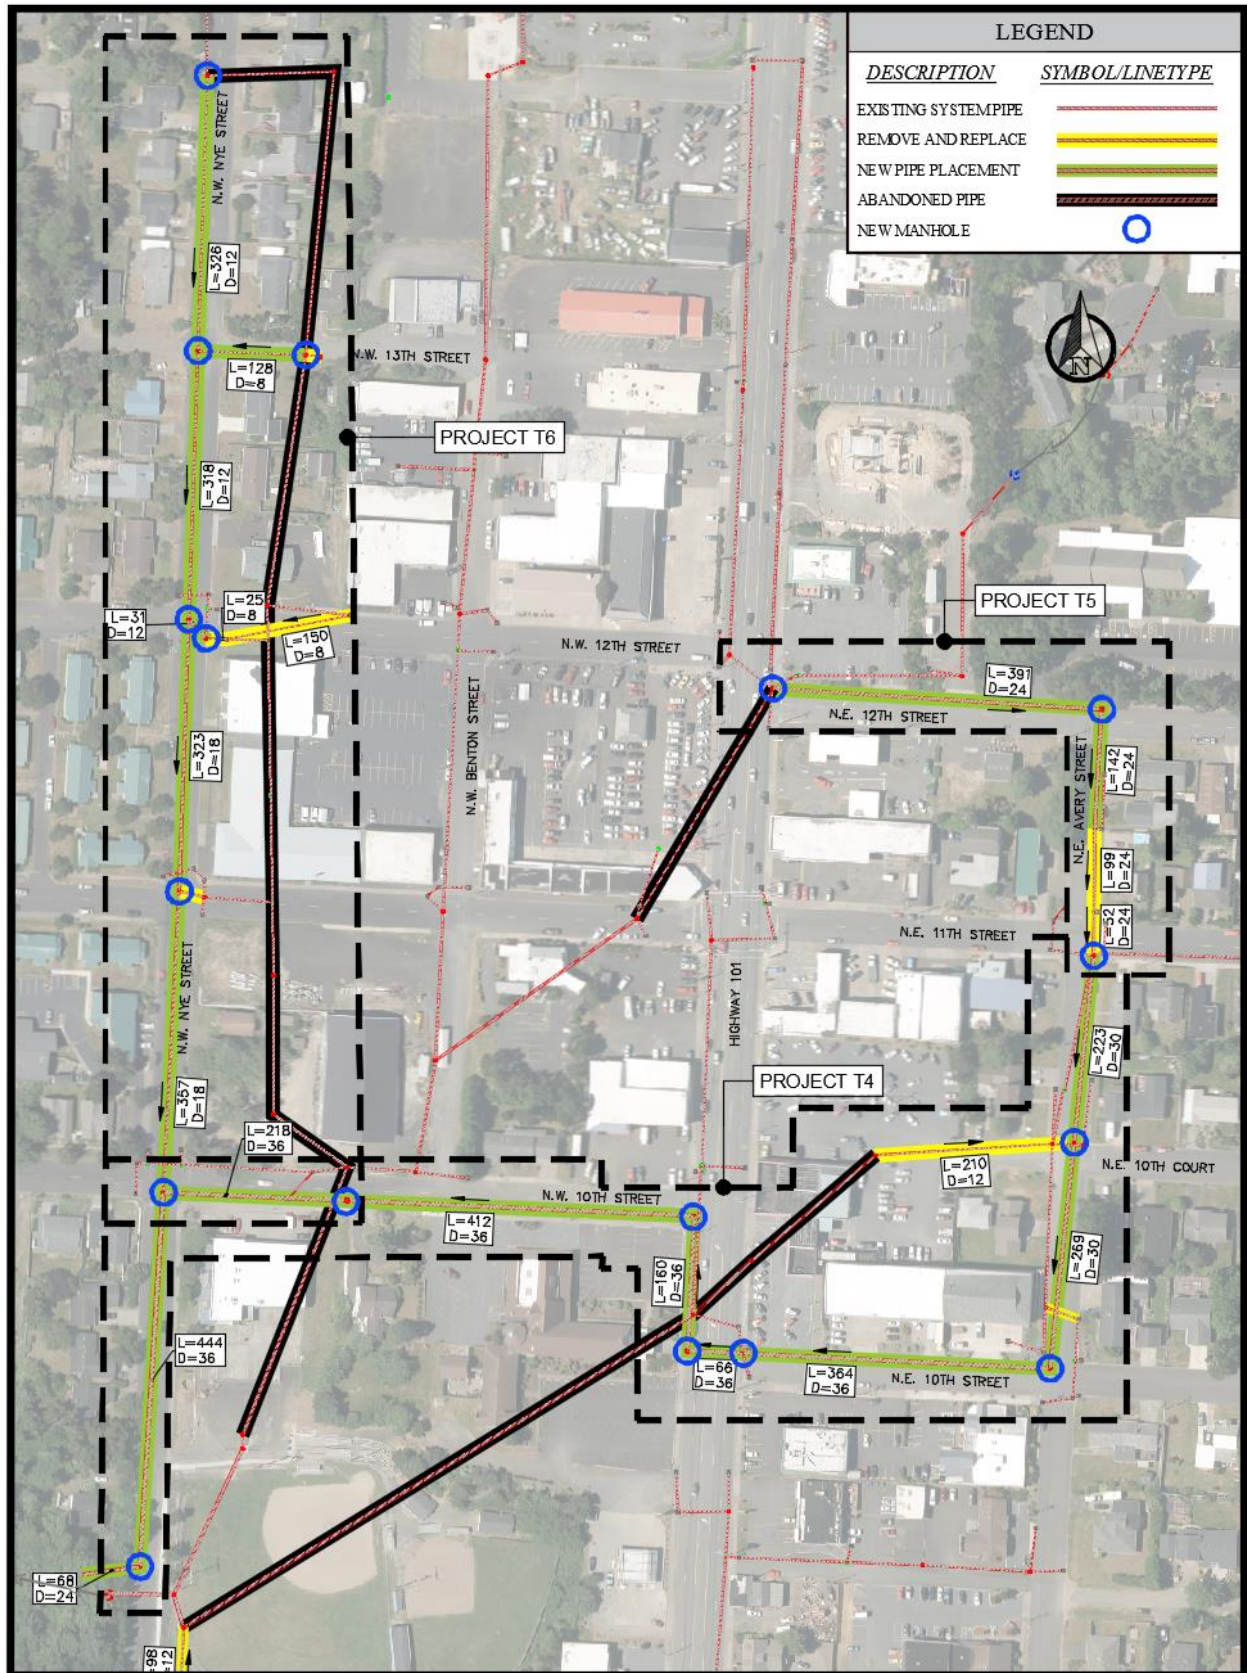 LEGEND
DESCRIPTION SYMBOL/LINETYPE
EXISTING SYSTEM PIPE
REMOVE AND REPLACE
NEW PIPE PLACEMENT
ABANDONED PIPE
NEW MANHOLE
N
N.W. NYE STREET
L=326
D=12
L=128
D=8
N.W. 13TH STREET
PROJECT T6
L=318
D=12
L=31
D=12
L=25
D=8
L=150
D=8
N.W. 12TH STREET
PROJECT T5
L=391
D=24
N.E. 12TH STREET
N.W. BENTON STREET
L=323
D=18
N.E. AVERY STREET
L=142
D=24
L=99
D=24
L=52
D=24
N.E. 11TH STREET
HIGHWAY 101
N.W. NYE STREET
L=357
D=18
L=223
D=30
PROJECT T4
L=218
D=36
N.W. 10TH STREET
L=412
D=36
L=210
D=12
N.E. 10TH COURT
L=160
D=36
L=269
D=30
L=444
D=36
L=66
D=36
L=364
D=36
N.E. 10TH STREET
L=68
D=24
=98
=12